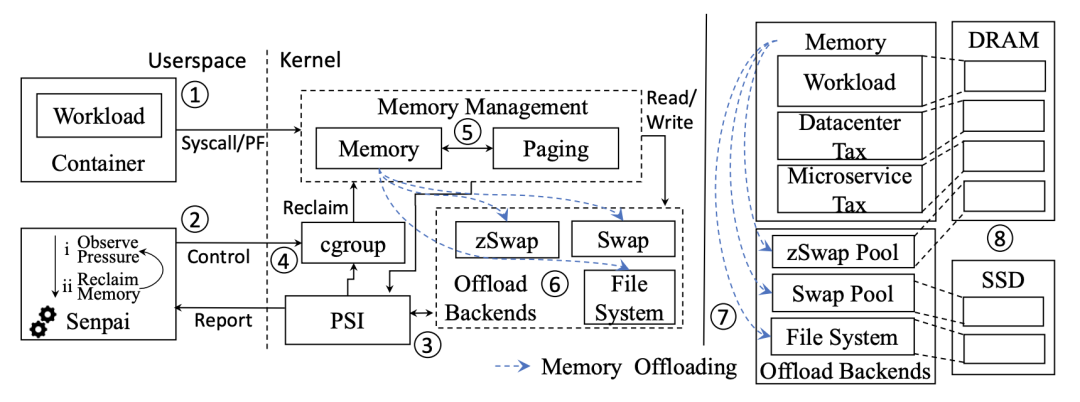 Userspace
Kernel
①
Workload
Container
Syscall/PF
Memory Management
⑤
Memory
Paging
Read/
Write
②
i Observe
Pressure
ii Reclaim
Memory
Senpai
Control
Report
Reclaim
④
cgroup
PSI
③
zSwap
Swap
Offload
Backends
⑥
File
System
Memory Offloading
⑦
Memory
Workload
Datacenter
Tax
Microservice
Tax
zSwap Pool
Swap Pool
File System
Offload Backends
DRAM
⑧
SSD